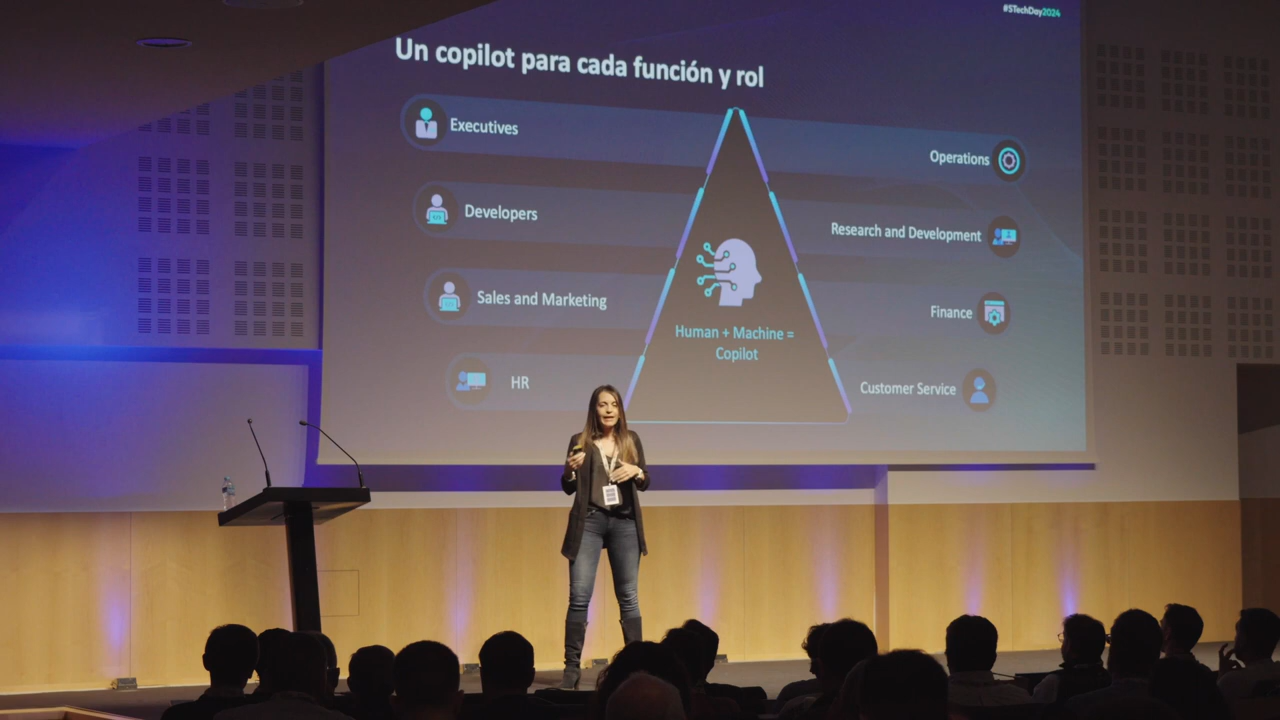 #STechDay2024
Un copilot para cada función y rol
Executives
Developers
Sales and Marketing
HR
Human + Machine =
Copilot
Operations
Research and Development
Finance
Customer Service